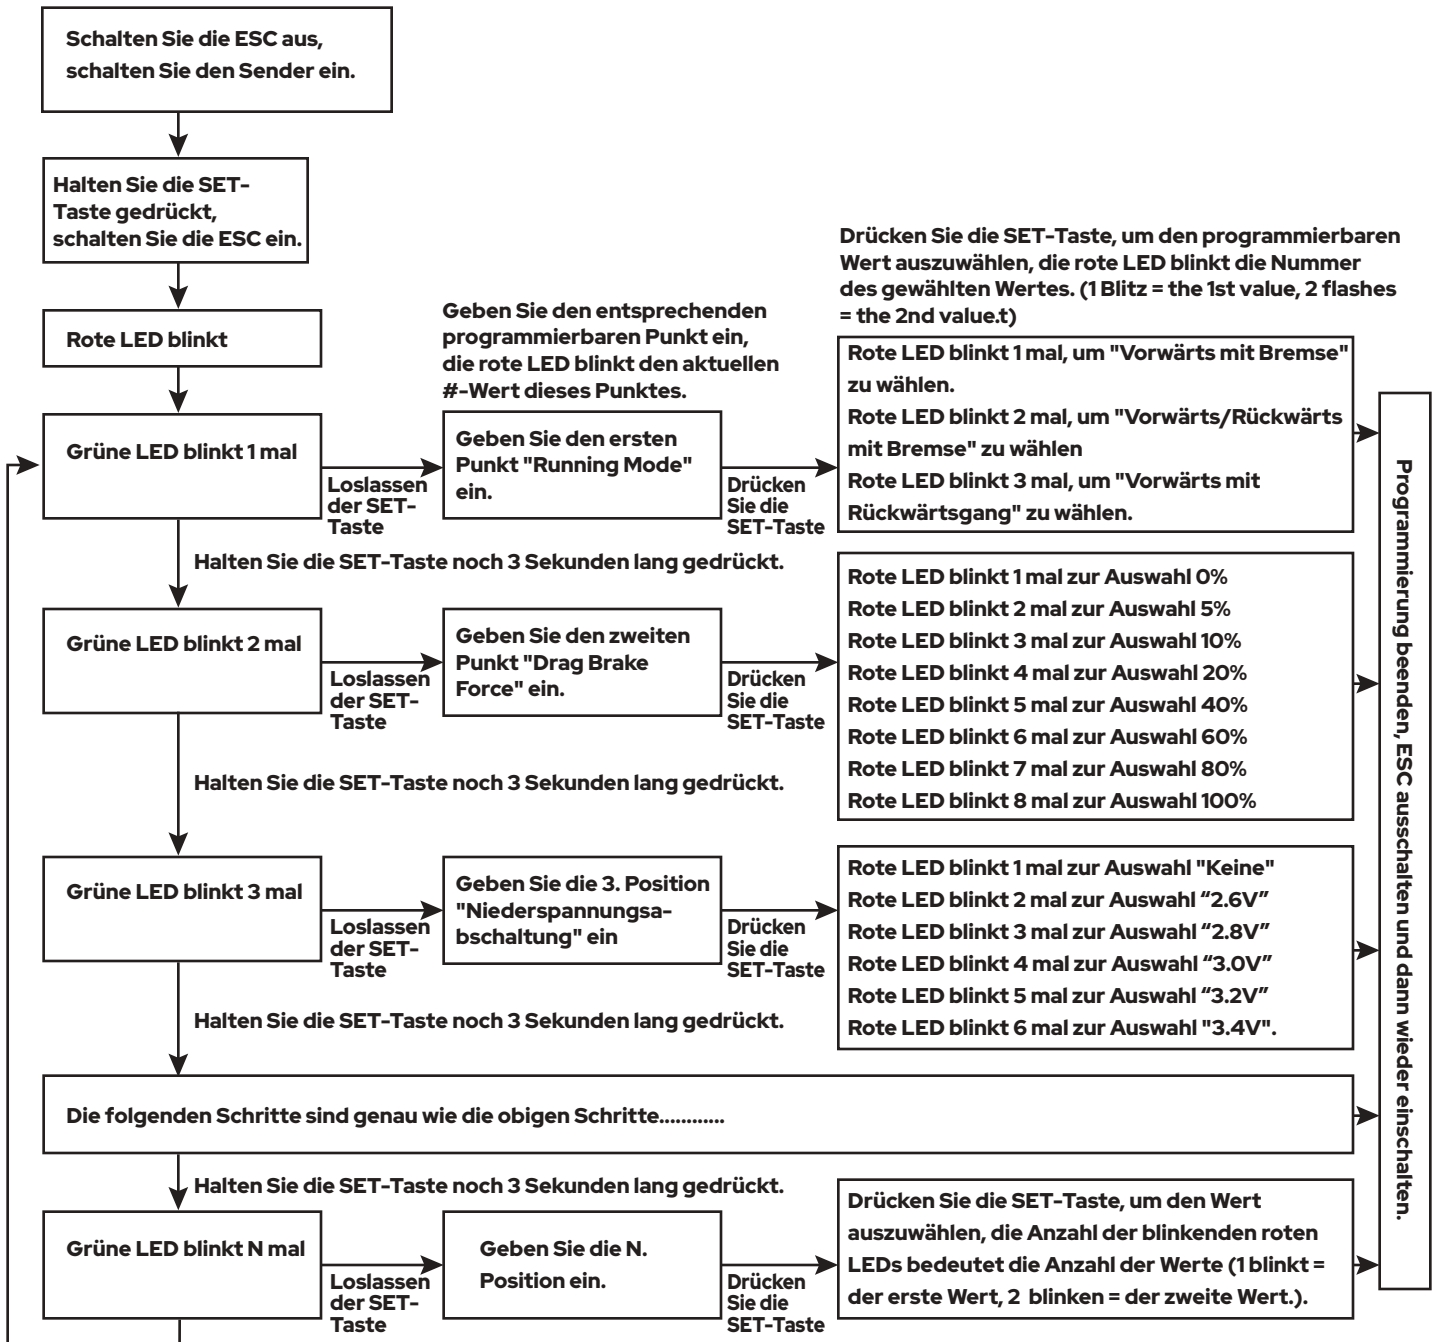 Schalten Sie die ESC aus,
schalten Sie den Sender ein.
Halten Sie die SET-
Taste gedrückt,
schalten Sie die ESC ein.
Rote LED blinkt
Geben Sie den entsprechenden
programmierbaren Punkt ein,
die rote LED blinkt den aktuellen
#-Wert dieses Punktes.
Drücken Sie die SET-Taste, um den programmierbaren
Wert auszuwählen, die rote LED blinkt die Nummer
des gewählten Wertes. (1 Blitz = the 1st value, 2 flashes
= the 2nd value.t)
Grüne LED blinkt 1 mal
Loslassen
der SET-
Taste
Geben Sie den ersten
Punkt "Running Mode"
ein.
Drücken
Sie die
SET-Taste
Rote LED blinkt 1 mal, um "Vorwärts mit Bremse"
zu wählen.
Rote LED blinkt 2 mal, um "Vorwärts/Rückwärts
mit Bremse" zu wählen
Rote LED blinkt 3 mal, um "Vorwärts mit
Rückwärtsgang" zu wählen.
Halten Sie die SET-Taste noch 3 Sekunden lang gedrückt.
Grüne LED blinkt 2 mal
Loslassen
der SET-
Taste
Geben Sie den zweiten
Punkt "Drag Brake
Force" ein.
Drücken
Sie die
SET-Taste
Rote LED blinkt 1 mal zur Auswahl 0%
Rote LED blinkt 2 mal zur Auswahl 5%
Rote LED blinkt 3 mal zur Auswahl 10%
Rote LED blinkt 4 mal zur Auswahl 20%
Rote LED blinkt 5 mal zur Auswahl 40%
Rote LED blinkt 6 mal zur Auswahl 60%
Rote LED blinkt 7 mal zur Auswahl 80%
Rote LED blinkt 8 mal zur Auswahl 100%
Halten Sie die SET-Taste noch 3 Sekunden lang gedrückt.
Grüne LED blinkt 3 mal
Loslassen
der SET-
Taste
Geben Sie die 3. Position
"Niederspannungsa-
bschaltung" ein
Drücken
Sie die
SET-Taste
Rote LED blinkt 1 mal zur Auswahl "Keine"
Rote LED blinkt 2 mal zur Auswahl “2.6V”
Rote LED blinkt 3 mal zur Auswahl “2.8V”
Rote LED blinkt 4 mal zur Auswahl “3.0V”
Rote LED blinkt 5 mal zur Auswahl “3.2V”
Rote LED blinkt 6 mal zur Auswahl "3.4V".
Halten Sie die SET-Taste noch 3 Sekunden lang gedrückt.
Die folgenden Schritte sind genau wie die obigen Schritte............
Halten Sie die SET-Taste noch 3 Sekunden lang gedrückt.
Grüne LED blinkt N mal
Loslassen
der SET-
Taste
Geben Sie die N.
Position ein.
Drücken
Sie die
SET-Taste
Drücken Sie die SET-Taste, um den Wert
auszuwählen, die Anzahl der blinkenden roten
LEDs bedeutet die Anzahl der Werte (1 blinkt =
der erste Wert, 2 blinken = der zweite Wert.).
Programmierung beenden, ESC ausschalten und dann wieder einschalten.